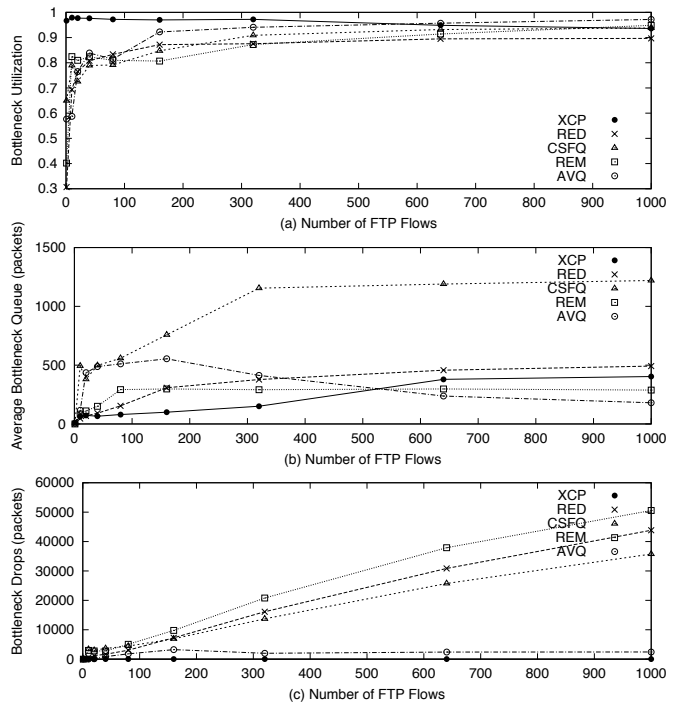 1
0.9
0.8
0.7
0.6
0.5
0.4
0.3
Bottleneck Utilization
XCP
RED
CSFQ
REM
AVQ
0 100 200 300 400 500 600 700 800 900 1000
(a) Number of FTP Flows
1500
1000
500
0
Average Bottleneck Queue (packets)
XCP
RED
CSFQ
REM
AVQ
0 100 200 300 400 500 600 700 800 900 1000
(b) Number of FTP Flows
60000
50000
40000
30000
20000
10000
0
Bottleneck Drops (packets)
XCP
RED
CSFQ
REM
AVQ
0 100 200 300 400 500 600 700 800 900 1000
(c) Number of FTP Flows